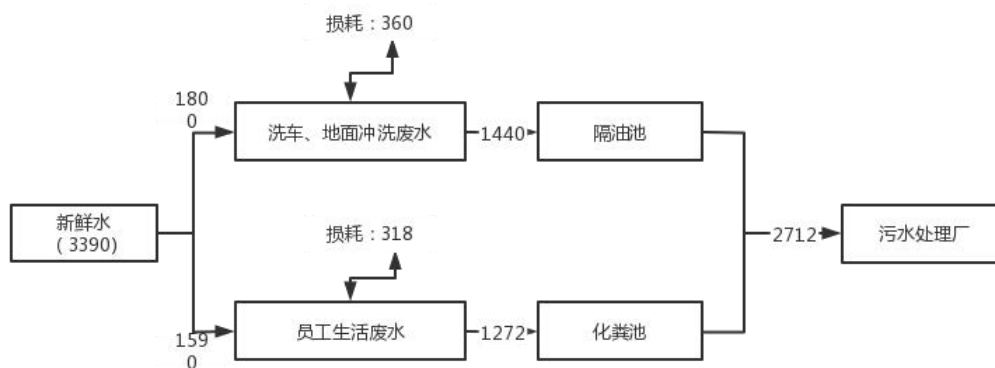 损耗：360
180
0
洗车、地面冲洗废水
1440
隔油池
新鲜水
（3390)
损耗：318
2712
污水处理厂
159
0
员工生活废水
1272
化粪池